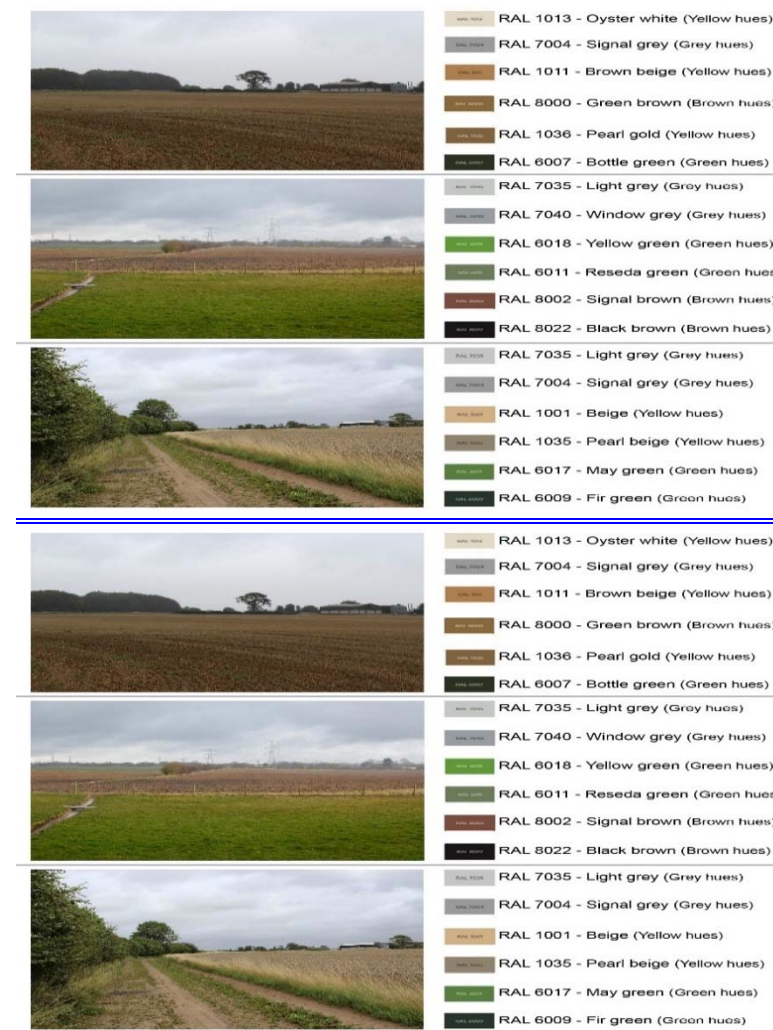 RAL 1013 - Oyster white (Yellow hues)
RAL 7004 - Signal grey (Grey hues)
RAL 1011 - Brown beige (Yellow hues)
RAL 8000 - Green brown (Brown hues)
RAL 1036 - Pearl gold (Yellow hues)
RAL 6007 - Bottle green (Green hues)
RAL 7035 - Light grey (Grey hues)
RAL 7040 - Window grey (Grey hues)
RAL 6018 - Yellow green (Green hues)
RAL 6011 - Reseda green (Green hues
RAL 8002 - Signal brown (Brown hues)
RAL 8022 - Black brown (Brown hues)
RAL 7035 - Light grey (Grey hues)
RAL 7004 - Signal grey (Grey hues)
RAL 1001 - Beige (Yellow hues)
RAL 1035 - Pearl beige (Yellow hues)
RAL 6017 - May green (Green hues)
RAL 6009 - Fir green (Green hues)
RAL 1013 - Oyster white (Yellow hues)
RAL 7004 - Signal grey (Grey hues)
RAL 1011 - Brown beige (Yellow hues)
RAL 8000 - Green brown (Brown hues)
RAL 1036 - Pearl gold (Yellow hues)
RAL 6007 - Bottle green (Green hues)
RAL 7035 - Light grey (Grey hues)
RAL 7040 - Window grey (Grey hues)
RAL 6018 - Yellow green (Green hues)
RAL 6011 - Reseda green (Green hues
RAL 8002 - Signal brown (Brown hues)
RAL 8022 - Black brown (Brown hues)
RAL 7035 - Light grey (Grey hues)
RAL 7004 - Signal grey (Grey hues)
RAL 1001 - Beige (Yellow hues)
RAL 1035 - Pearl beige (Yellow hues)
RAL 6017 - May green (Green hues)
RAL 6009 - Fir green (Green hues)